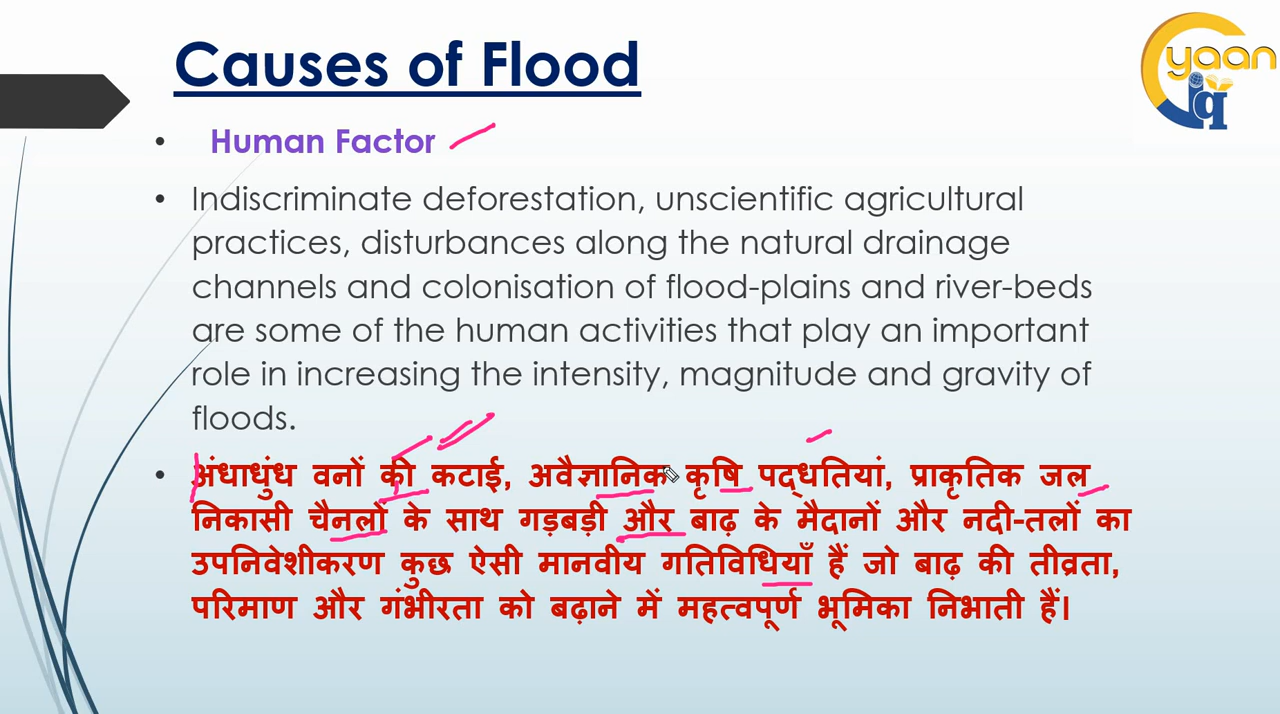 Causes of Flood
yaan
iq
• Human Factor
• Indiscriminate deforestation, unscientific agricultural
practices, disturbances along the natural drainage
channels and colonisation of flood-plains and river-beds
are some of the human activities that play an important
role in increasing the intensity, magnitude and gravity of
floods.
• अंधाधुंध वनों की कटाई, अवैज्ञानिक कृषि पद्धतियां, प्राकृतिक जल
निकासी चैनलों के साथ गड़बड़ी और बाढ़ के मैदानों और नदी-तलों का
उपनिवेशीकरण कुछ ऐसी मानवीय गतिविधियाँ हैं जो बाढ़ की तीव्रता,
परिमाण और गंभीरता को बढ़ाने में महत्वपूर्ण भूमिका निभाती हैं।